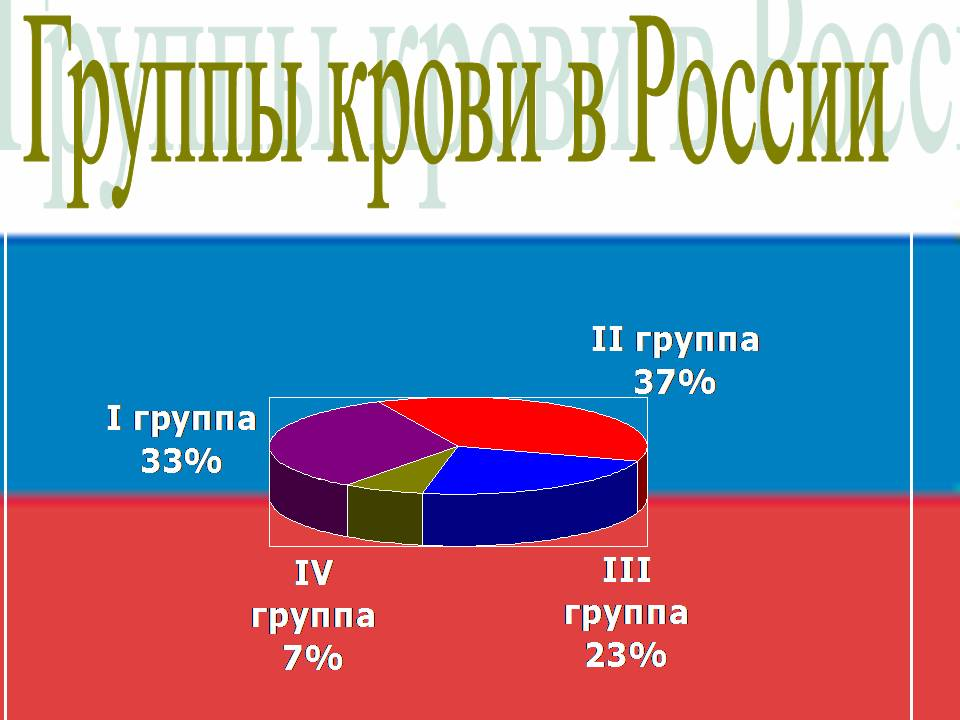 Группы крови в России
II группа
37%
I группа
33%
IV
группа
7%
III
группа
23%